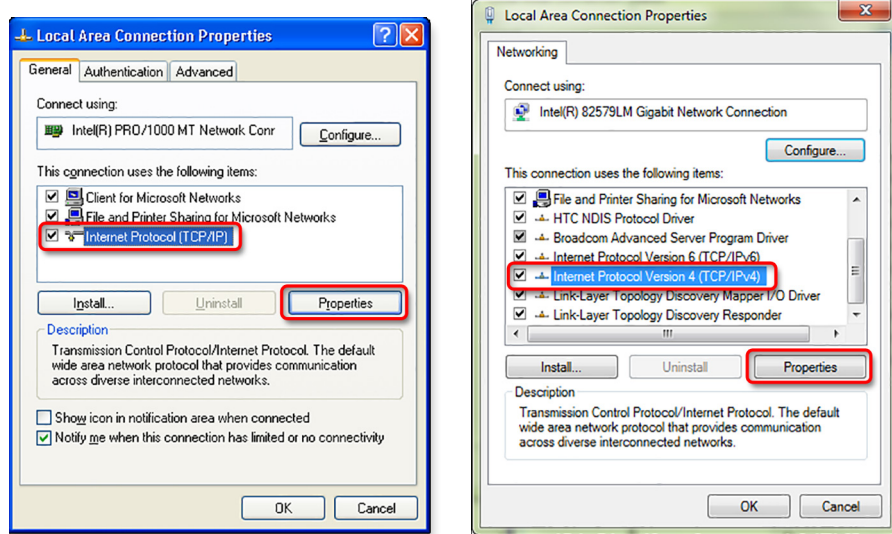 Local Area Connection Properties
General Authentication Advanced
Connect using:
Intel(R) PRO/1000 MT Network Conr
Configure...
This connection uses the following items:
Client for Microsoft Networks
File and Printer Sharing for Microsoft Networks
Internet Protocol (TCP/IP)
Install... Uninstall Properties
Description
Transmission Control Protocol/Internet Protocol. The default
wide area network protocol that provides communication
across diverse interconnected networks.
Show icon in notification area when connected
Notify me when this connection has limited or no connectivity
OK Cancel
Local Area Connection Properties
Networking
Connect using:
Intel(R) 82579LM Gigabit Network Connection
Configure...
This connection uses the following items:
File and Printer Sharing for Microsoft Networks
HTC NDIS Protocol Driver
Broadcom Advanced Server Program Driver
Internet Protocol Version 6 (TCP/IPv6)
Internet Protocol Version 4 (TCP/IPv4)
Link-Layer Topology Discovery Mapper I/O Driver
Link-Layer Topology Discovery Responder
Install... Uninstall Properties
Description
Transmission Control Protocol/Internet Protocol. The default
wide area network protocol that provides communication
across diverse interconnected networks.
OK Cancel